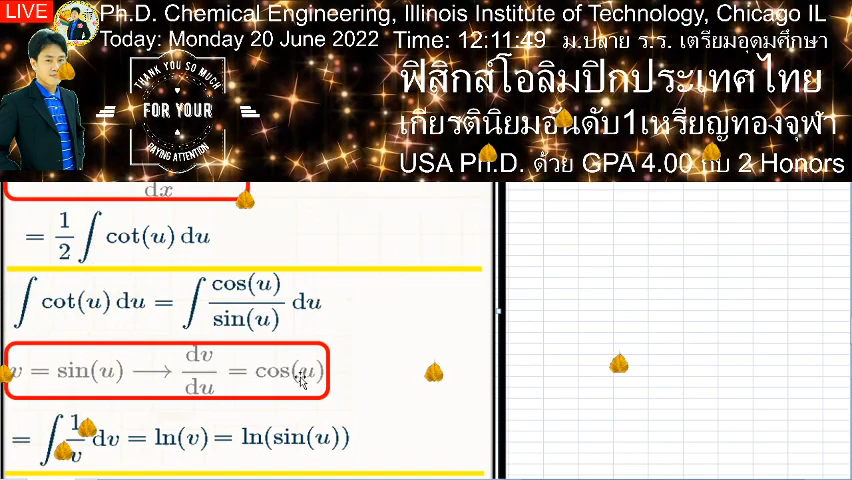 LIVE
Ph.D. Chemical Engineering, Illinois Institute of Technology, Chicago IL
Today: Monday 20 June 2022 Time: 12:11:49 ม.ปลาย ร.ร. เตรียมอุดมศึกษา
THANK YOU SO MUCH
FOR YOUR
PAYING ATTENTION
ฟิสิกส์โอลิมปิกประเทศไทย
เกียรตินิยมอันดับ1เหรียญทองจุฬา
USA Ph.D. ด้วย GPA 4.00 กับ 2 Honors
dx
= 1/2 ∫ cot(u) du
∫ cot(u) du = ∫ cos(u)/sin(u) du
v = sin(u) ⟶ dv/du = cos(u)
= ∫ 1/v dv = ln(v) = ln(sin(u))